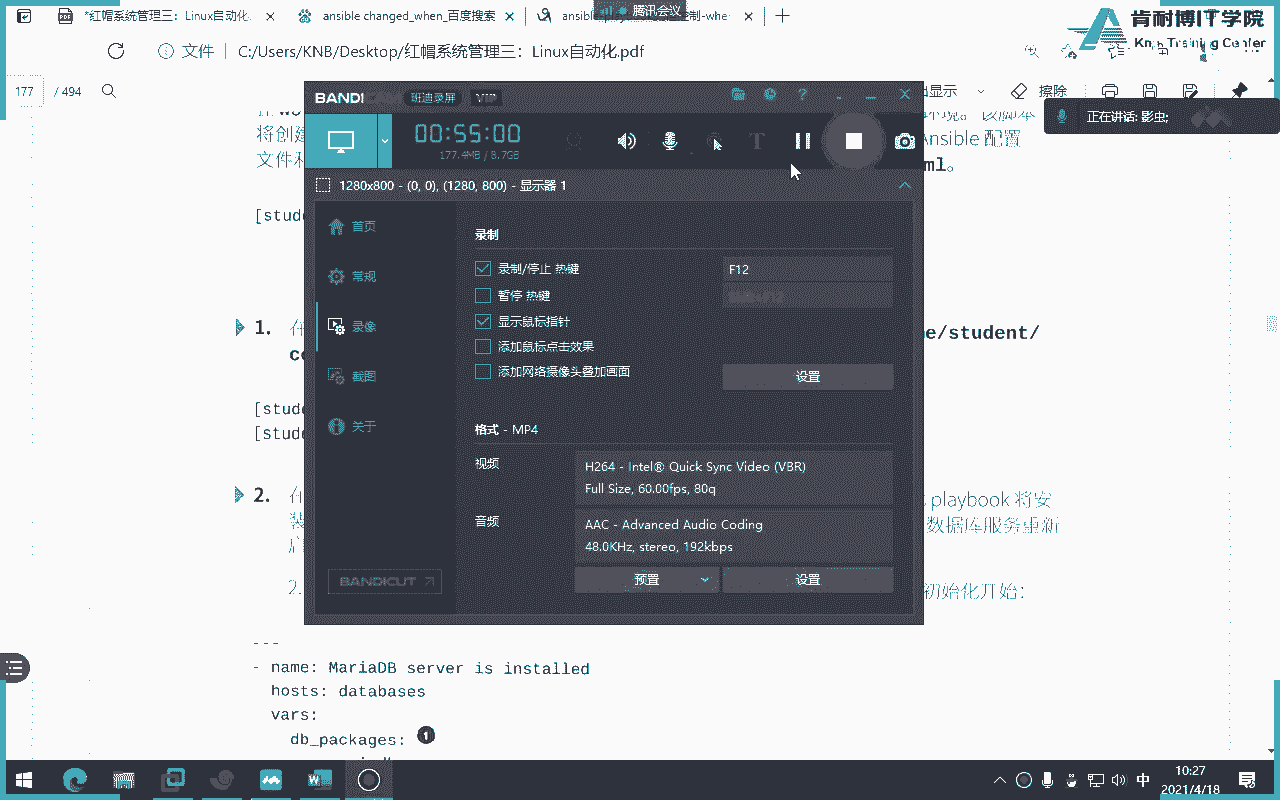 *红帽系统管理三：Linux自动化.
ansible changed_when_百度搜索
ansible
腾讯会议
肯耐博IT学院
Knb Training Center
文件 C:/Users/KNB/Desktop/红帽系统管理三：Linux自动化.pdf
177 / 494
出显示
擦除
正在讲话: 影虫;
将创建
Ansible 配置
文件和
ml。
BANDICAM 班迪录屏 VIP
00:55:00
177.4MB / 8.7GB
1280x800 - (0, 0), (1280, 800) - 显示器 1
首页
常规
录像
截图
关于
BANDICUT
录制
录制/停止 热键 F12
暂停 热键
显示鼠标指针
添加鼠标点击效果
添加网络摄像头叠加画面
设置
格式 - MP4
视频
H264 - Intel® Quick Sync Video (VBR)
Full Size, 60.00fps, 80q
音频
AAC - Advanced Audio Coding
48.0KHz, stereo, 192kbps
预置 设置
[stude
1. 在
me/student/
co
[stude
[stude
2. 在
playbook 将安
装
数据库服务重新
2.
初始化开始：
---
- name: MariaDB server is installed
hosts: databases
vars:
db_packages: 1
中
10:27
2021/4/18